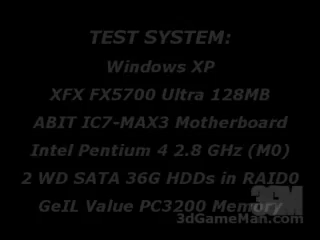 TEST SYSTEM:
Windows XP
XFX FX5700 Ultra 128MB
ABIT IC7-MAX3 Motherboard
Intel Pentium 4 2.8 GHz (M0)
2 WD SATA 36G HDDs in RAID0
GeIL Value PC3200 Memory
3dGameMan.com